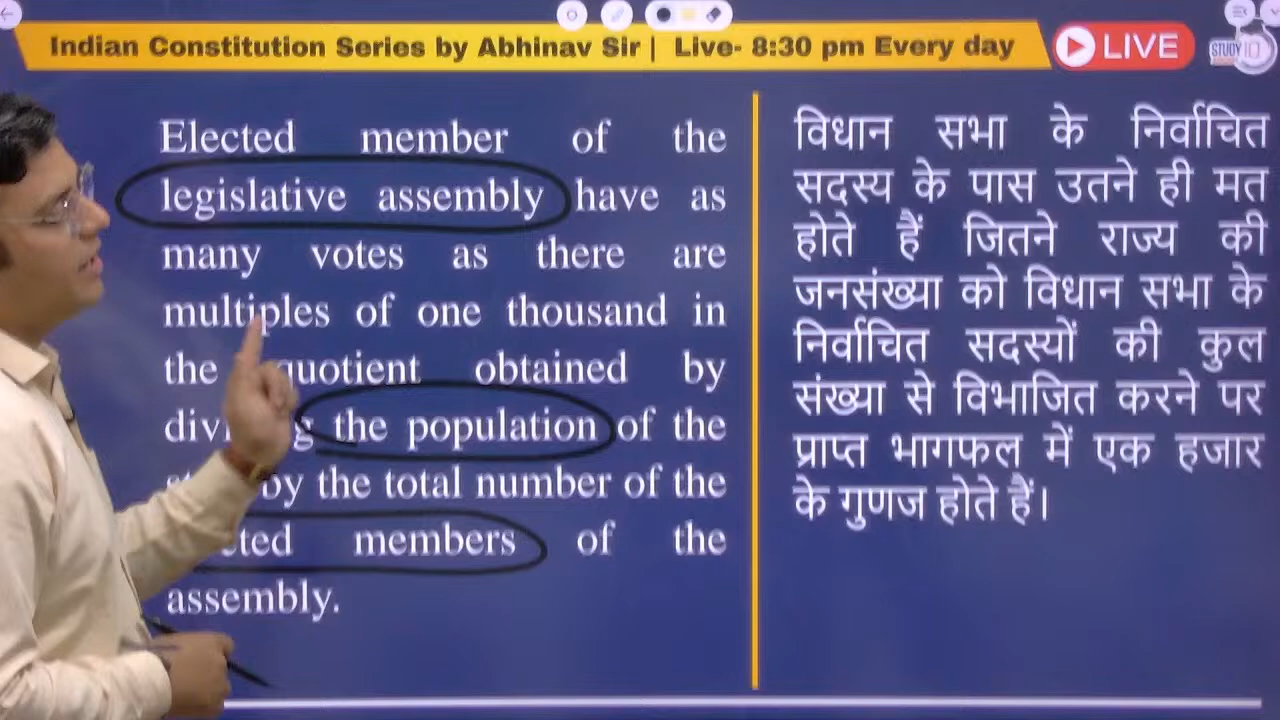 Indian Constitution Series by Abhinav Sir | Live- 8:30 pm Every day
LIVE
STUDY
Elected member of the
legislative assembly have as
many votes as there are
multiples of one thousand in
the quotient obtained by
the population of the
by the total number of the
members of the
assembly.
विधान सभा के निर्वाचित
सदस्य के पास उतने ही मत
होते हैं जितने राज्य की
जनसंख्या को विधान सभा के
निर्वाचित सदस्यों की कुल
संख्या से विभाजित करने पर
प्राप्त भागफल में एक हजार
के गुणज होते हैं।